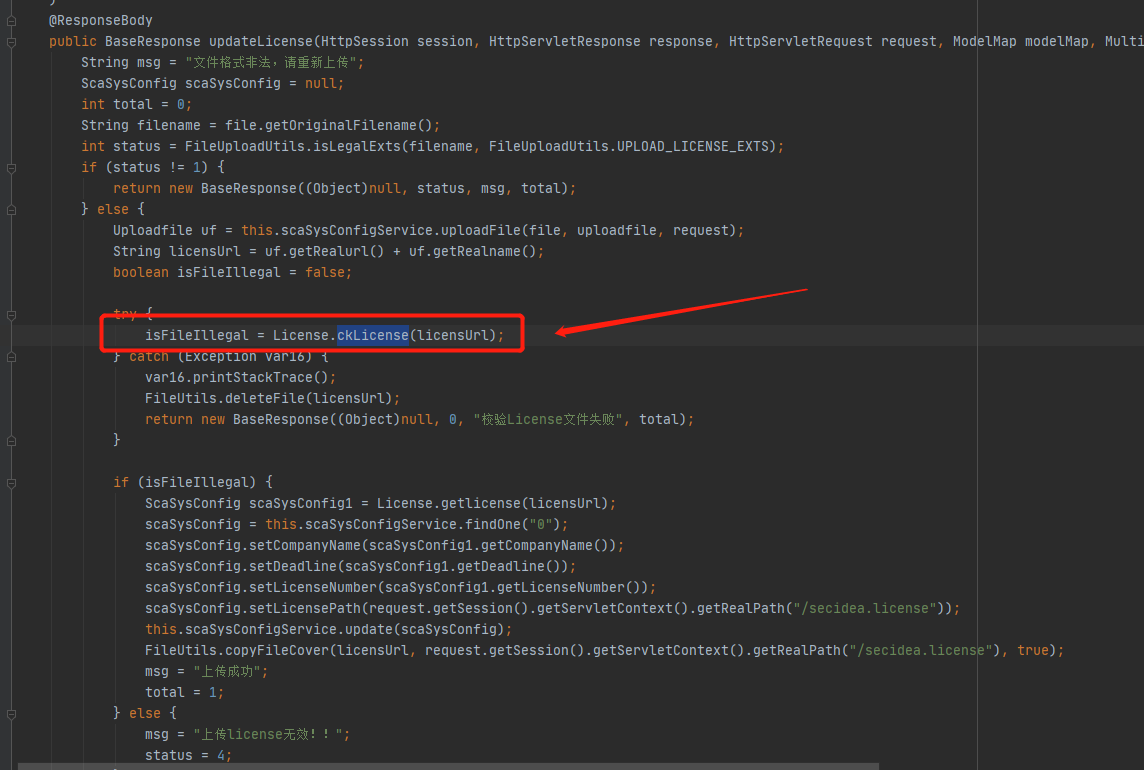 @ResponseBody
public BaseResponse updateLicense(HttpSession session, HttpServletResponse response, HttpServletRequest request, ModelMap modelMap, Multi
String msg = "文件格式非法，请重新上传";
ScaSysConfig scaSysConfig = null;
int total = 0;
String filename = file.getOriginalFilename();
int status = FileUploadUtils.isLegalExts(filename, FileUploadUtils.UPLOAD_LICENSE_EXTS);
if (status != 1) {
return new BaseResponse((Object)null, status, msg, total);
} else {
Uploadfile uf = this.scaSysConfigService.uploadFile(file, uploadfile, request);
String licensUrl = uf.getRealurl() + uf.getRealname();
boolean isFileIllegal = false;
try {
isFileIllegal = License.ckLicense(licensUrl);
} catch (Exception var16) {
var16.printStackTrace();
FileUtils.deleteFile(licensUrl);
return new BaseResponse((Object)null, 0, "校验License文件失败", total);
}
if (isFileIllegal) {
ScaSysConfig scaSysConfig1 = License.getlicense(licensUrl);
scaSysConfig = this.scaSysConfigService.findOne("0");
scaSysConfig.setCompanyName(scaSysConfig1.getCompanyName());
scaSysConfig.setDeadline(scaSysConfig1.getDeadline());
scaSysConfig.setLicenseNumber(scaSysConfig1.getLicenseNumber());
scaSysConfig.setLicensePath(request.getSession().getServletContext().getRealPath("/secidea.license"));
this.scaSysConfigService.update(scaSysConfig);
FileUtils.copyFileCover(licensUrl, request.getSession().getServletContext().getRealPath("/secidea.license"), true);
msg = "上传成功";
total = 1;
} else {
msg = "上传license无效！！";
status = 4;